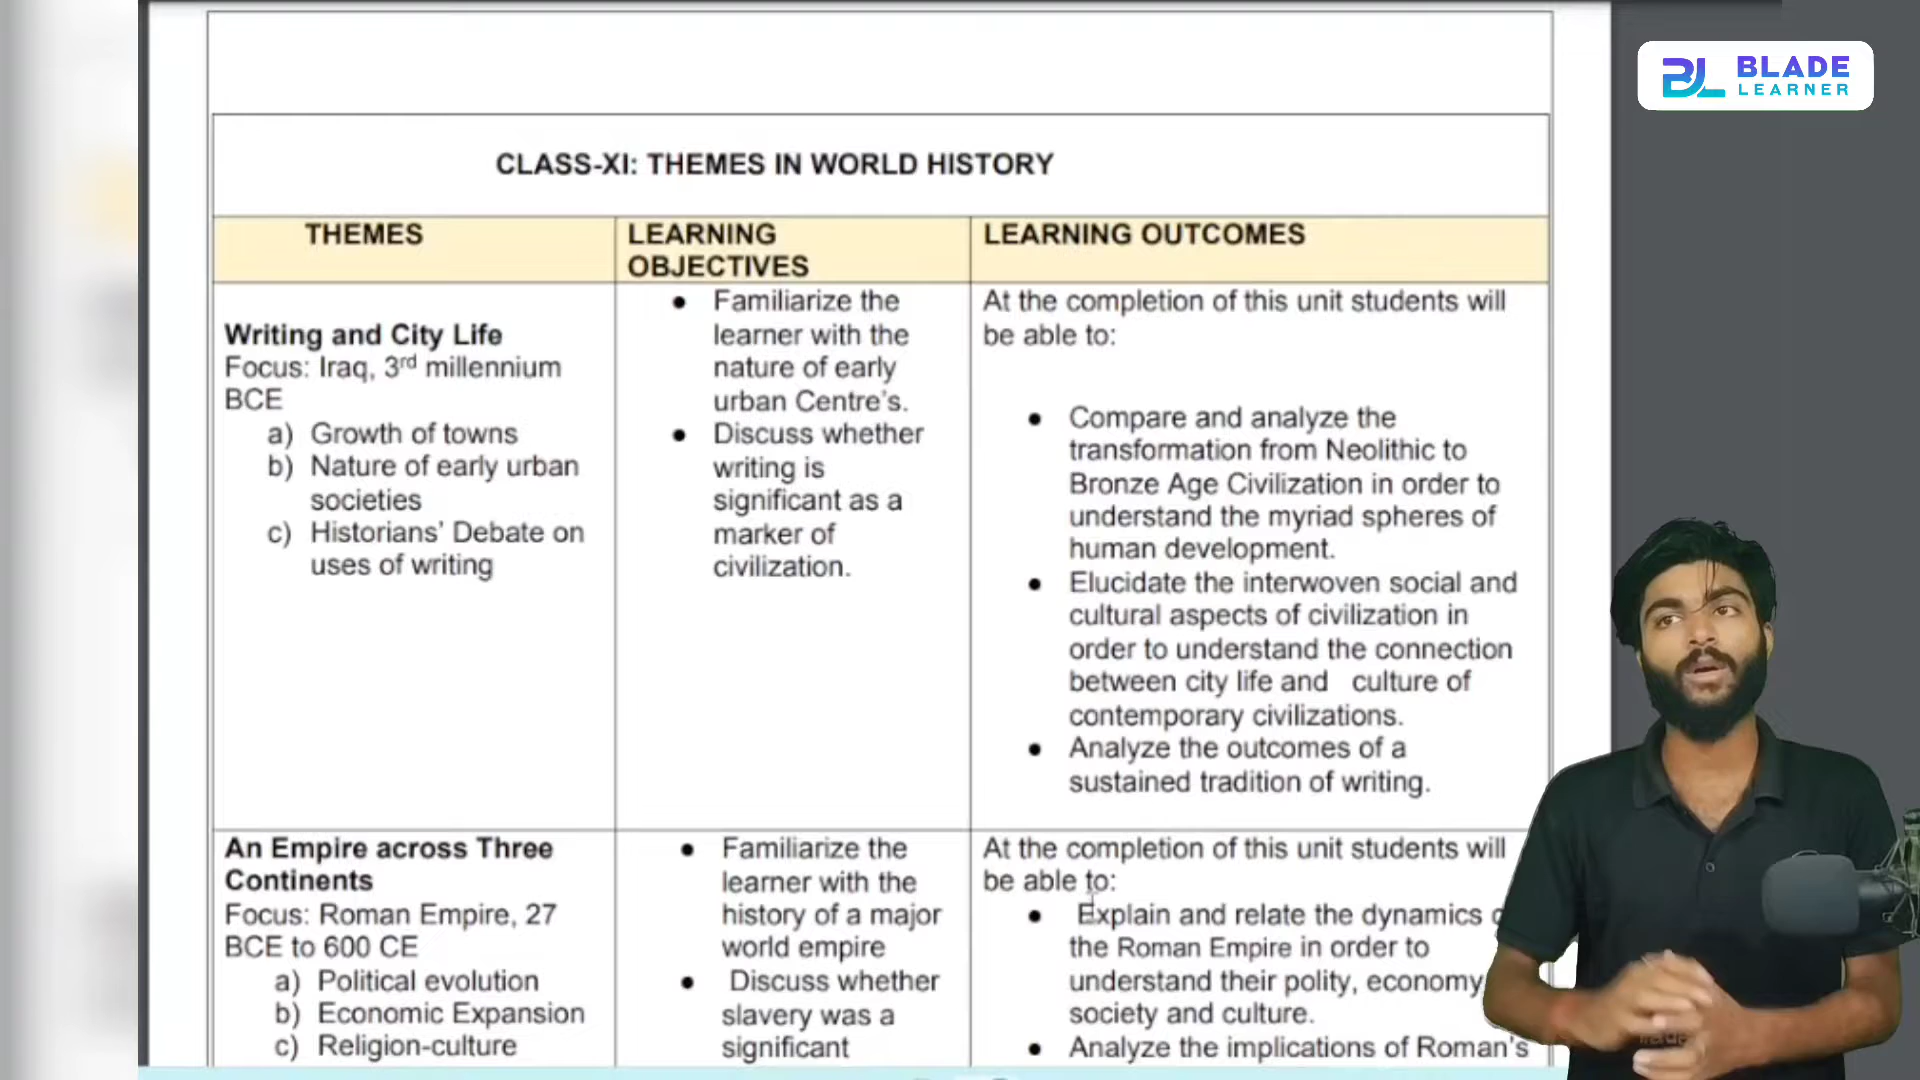 BLADE
LEARNER
CLASS-XI: THEMES IN WORLD HISTORY
THEMES
LEARNING
OBJECTIVES
LEARNING OUTCOMES
Writing and City Life
Focus: Iraq, 3rd millennium
BCE
a) Growth of towns
b) Nature of early urban
societies
c) Historians' Debate on
uses of writing
• Familiarize the
learner with the
nature of early
urban Centre's.
• Discuss whether
writing is
significant as a
marker of
civilization.
At the completion of this unit students will
be able to:
• Compare and analyze the
transformation from Neolithic to
Bronze Age Civilization in order to
understand the myriad spheres of
human development.
• Elucidate the interwoven social and
cultural aspects of civilization in
order to understand the connection
between city life and culture of
contemporary civilizations.
• Analyze the outcomes of a
sustained tradition of writing.
An Empire across Three
Continents
Focus: Roman Empire, 27
BCE to 600 CE
a) Political evolution
b) Economic Expansion
c) Religion-culture
• Familiarize the
learner with the
history of a major
world empire
• Discuss whether
slavery was a
significant
At the completion of this unit students will
be able to:
• Explain and relate the dynamics
the Roman Empire in order to
understand their polity, economy
society and culture.
• Analyze the implications of Roman's